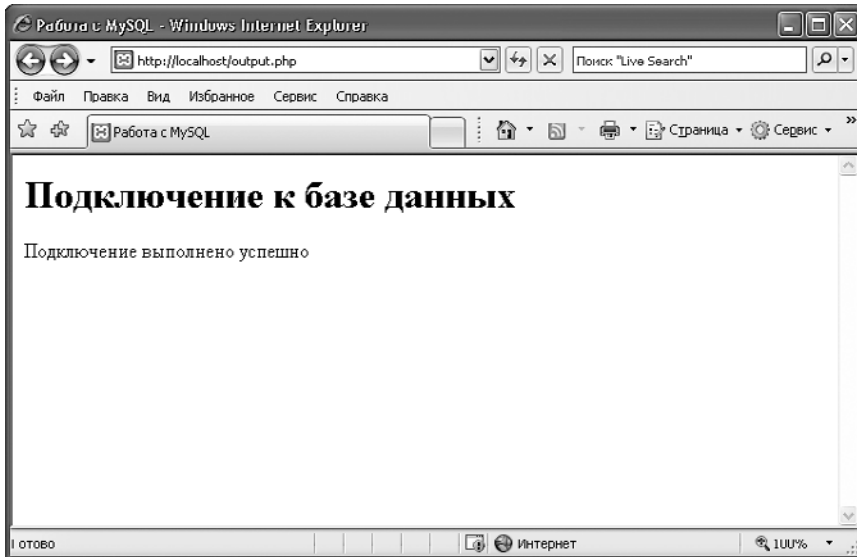 Работа с MySQL - Windows Internet Explorer
http://localhost/output.php
Поиск "Live Search"
Файл Правка Вид Избранное Сервис Справка
Работа с MySQL
Страница Сервис »
Подключение к базе данных
Подключение выполнено успешно
Готово
Интернет
100%